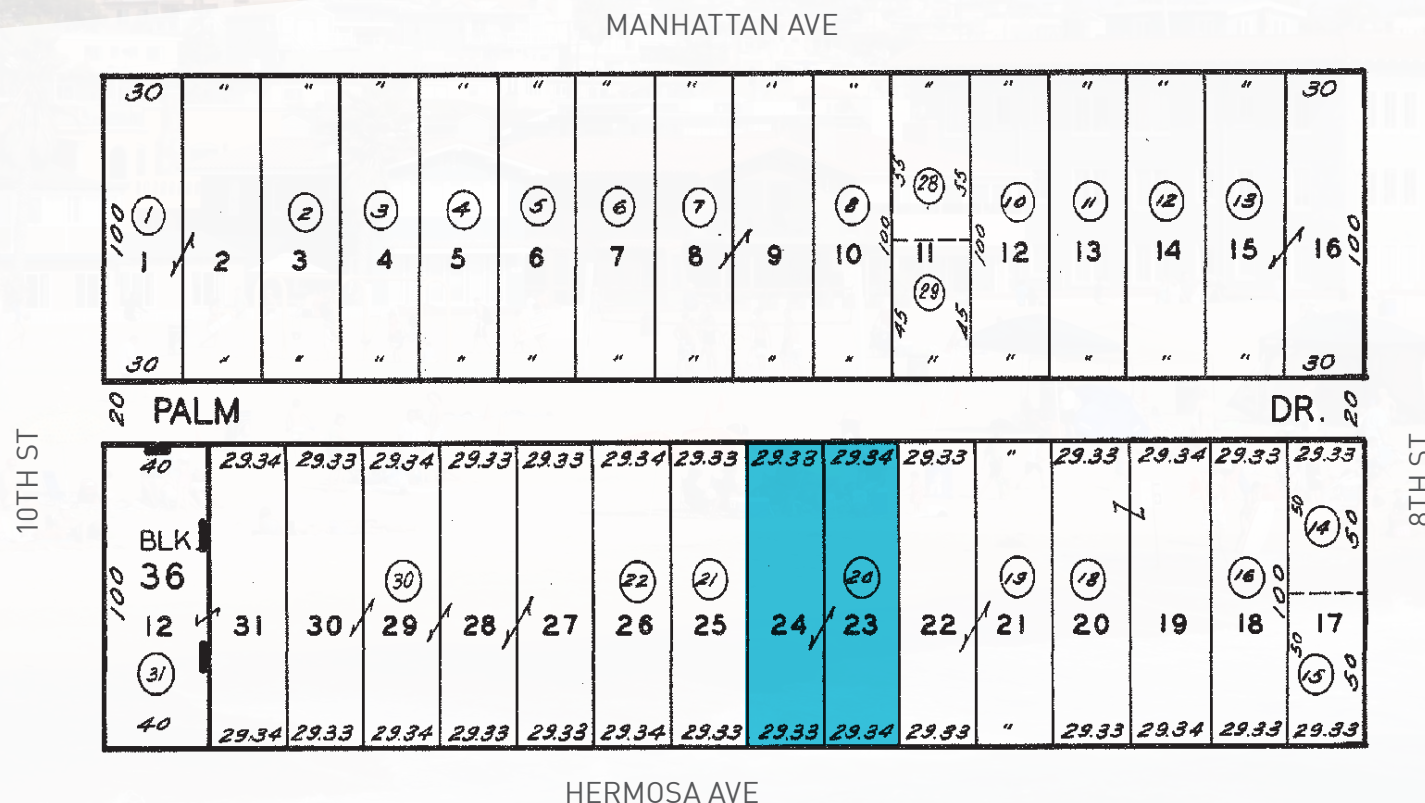 MANHATTAN AVE
30 " " " " " " " " " " " " " " 30
35 35
1 2 3 4 5 6 7 8 28 10 11 12 13
100 100 100 100
1 2 3 4 5 6 7 8 9 10 11 12 13 14 15 16
29
45 45
30 " " " " " " " " " " " " " " 30
20 PALM DR. 20
10TH ST
8TH ST
40 29.34 29.33 29.34 29.33 29.33 29.34 29.33 29.33 29.34 29.33 " 29.33 29.34 29.33 29.33
50 14 50
BLK.
36 30 22 21 20 19 18 16
100 100
12 31 30 29 28 27 26 25 24 23 22 21 20 19 18 17
31 50 15 50
40 29.34 29.33 29.34 29.33 29.33 29.34 29.33 29.33 29.34 29.33 " 29.33 29.34 29.33 29.33
HERMOSA AVE